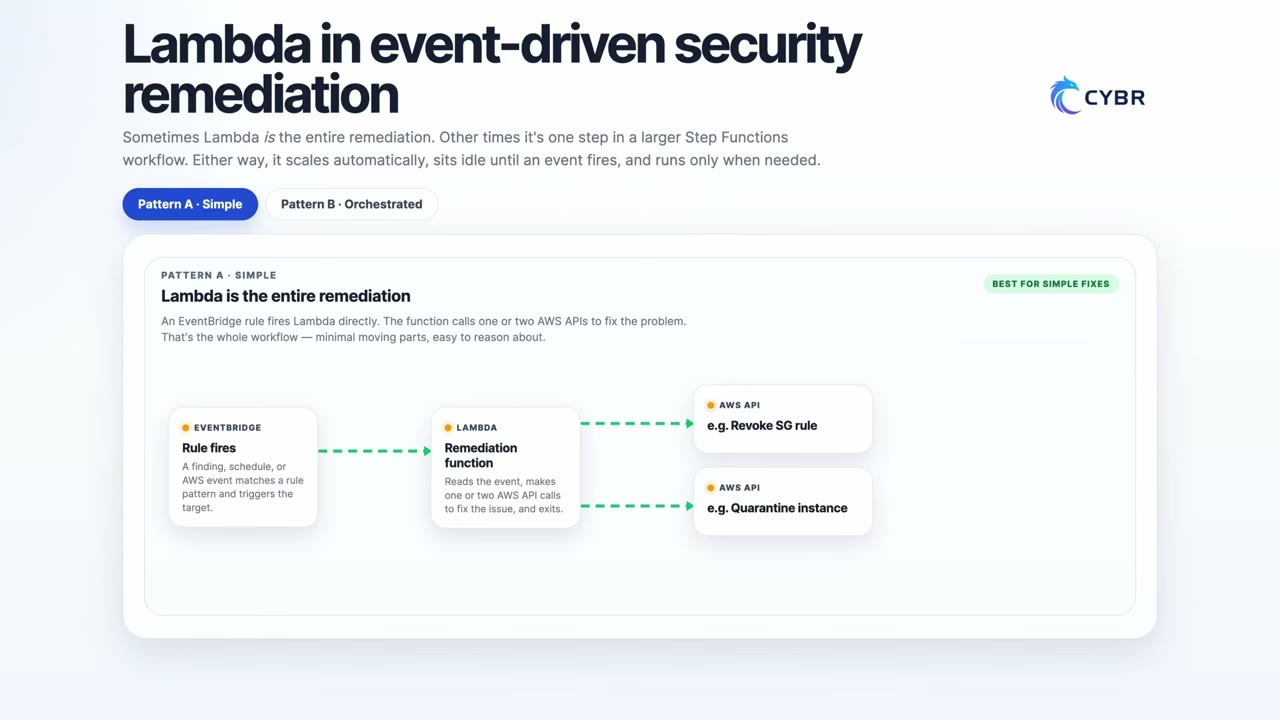 Lambda in event-driven security
remediation
CYBR
Sometimes Lambda is the entire remediation. Other times it's one step in a larger Step Functions
workflow. Either way, it scales automatically, sits idle until an event fires, and runs only when needed.
Pattern A · Simple
Pattern B · Orchestrated
PATTERN A · SIMPLE
BEST FOR SIMPLE FIXES
Lambda is the entire remediation
An EventBridge rule fires Lambda directly. The function calls one or two AWS APIs to fix the problem.
That's the whole workflow — minimal moving parts, easy to reason about.
EVENTBRIDGE
Rule fires
A finding, schedule, or
AWS event matches a rule
pattern and triggers the
target.
LAMBDA
Remediation
function
Reads the event, makes
one or two AWS API calls
to fix the issue, and exits.
AWS API
e.g. Revoke SG rule
AWS API
e.g. Quarantine instance